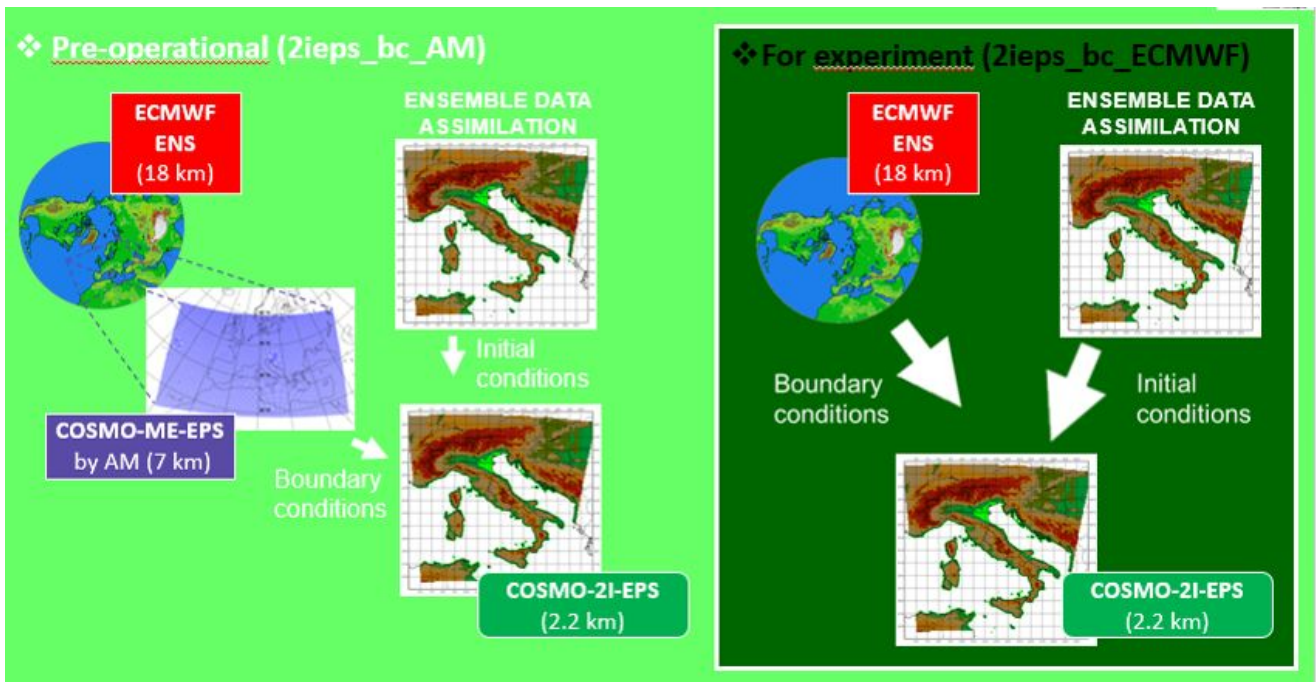 ❖ Pre-operational (2ieps_bc_AM)
ECMWF
ENS
(18 km)
ENSEMBLE DATA
ASSIMILATION
Initial
conditions
COSMO-ME-EPS
by AM (7 km)
Boundary
conditions
COSMO-2I-EPS
(2.2 km)
❖ For experiment (2ieps_bc_ECMWF)
ECMWF
ENS
(18 km)
ENSEMBLE DATA
ASSIMILATION
Boundary
conditions
Initial
conditions
COSMO-2I-EPS
(2.2 km)